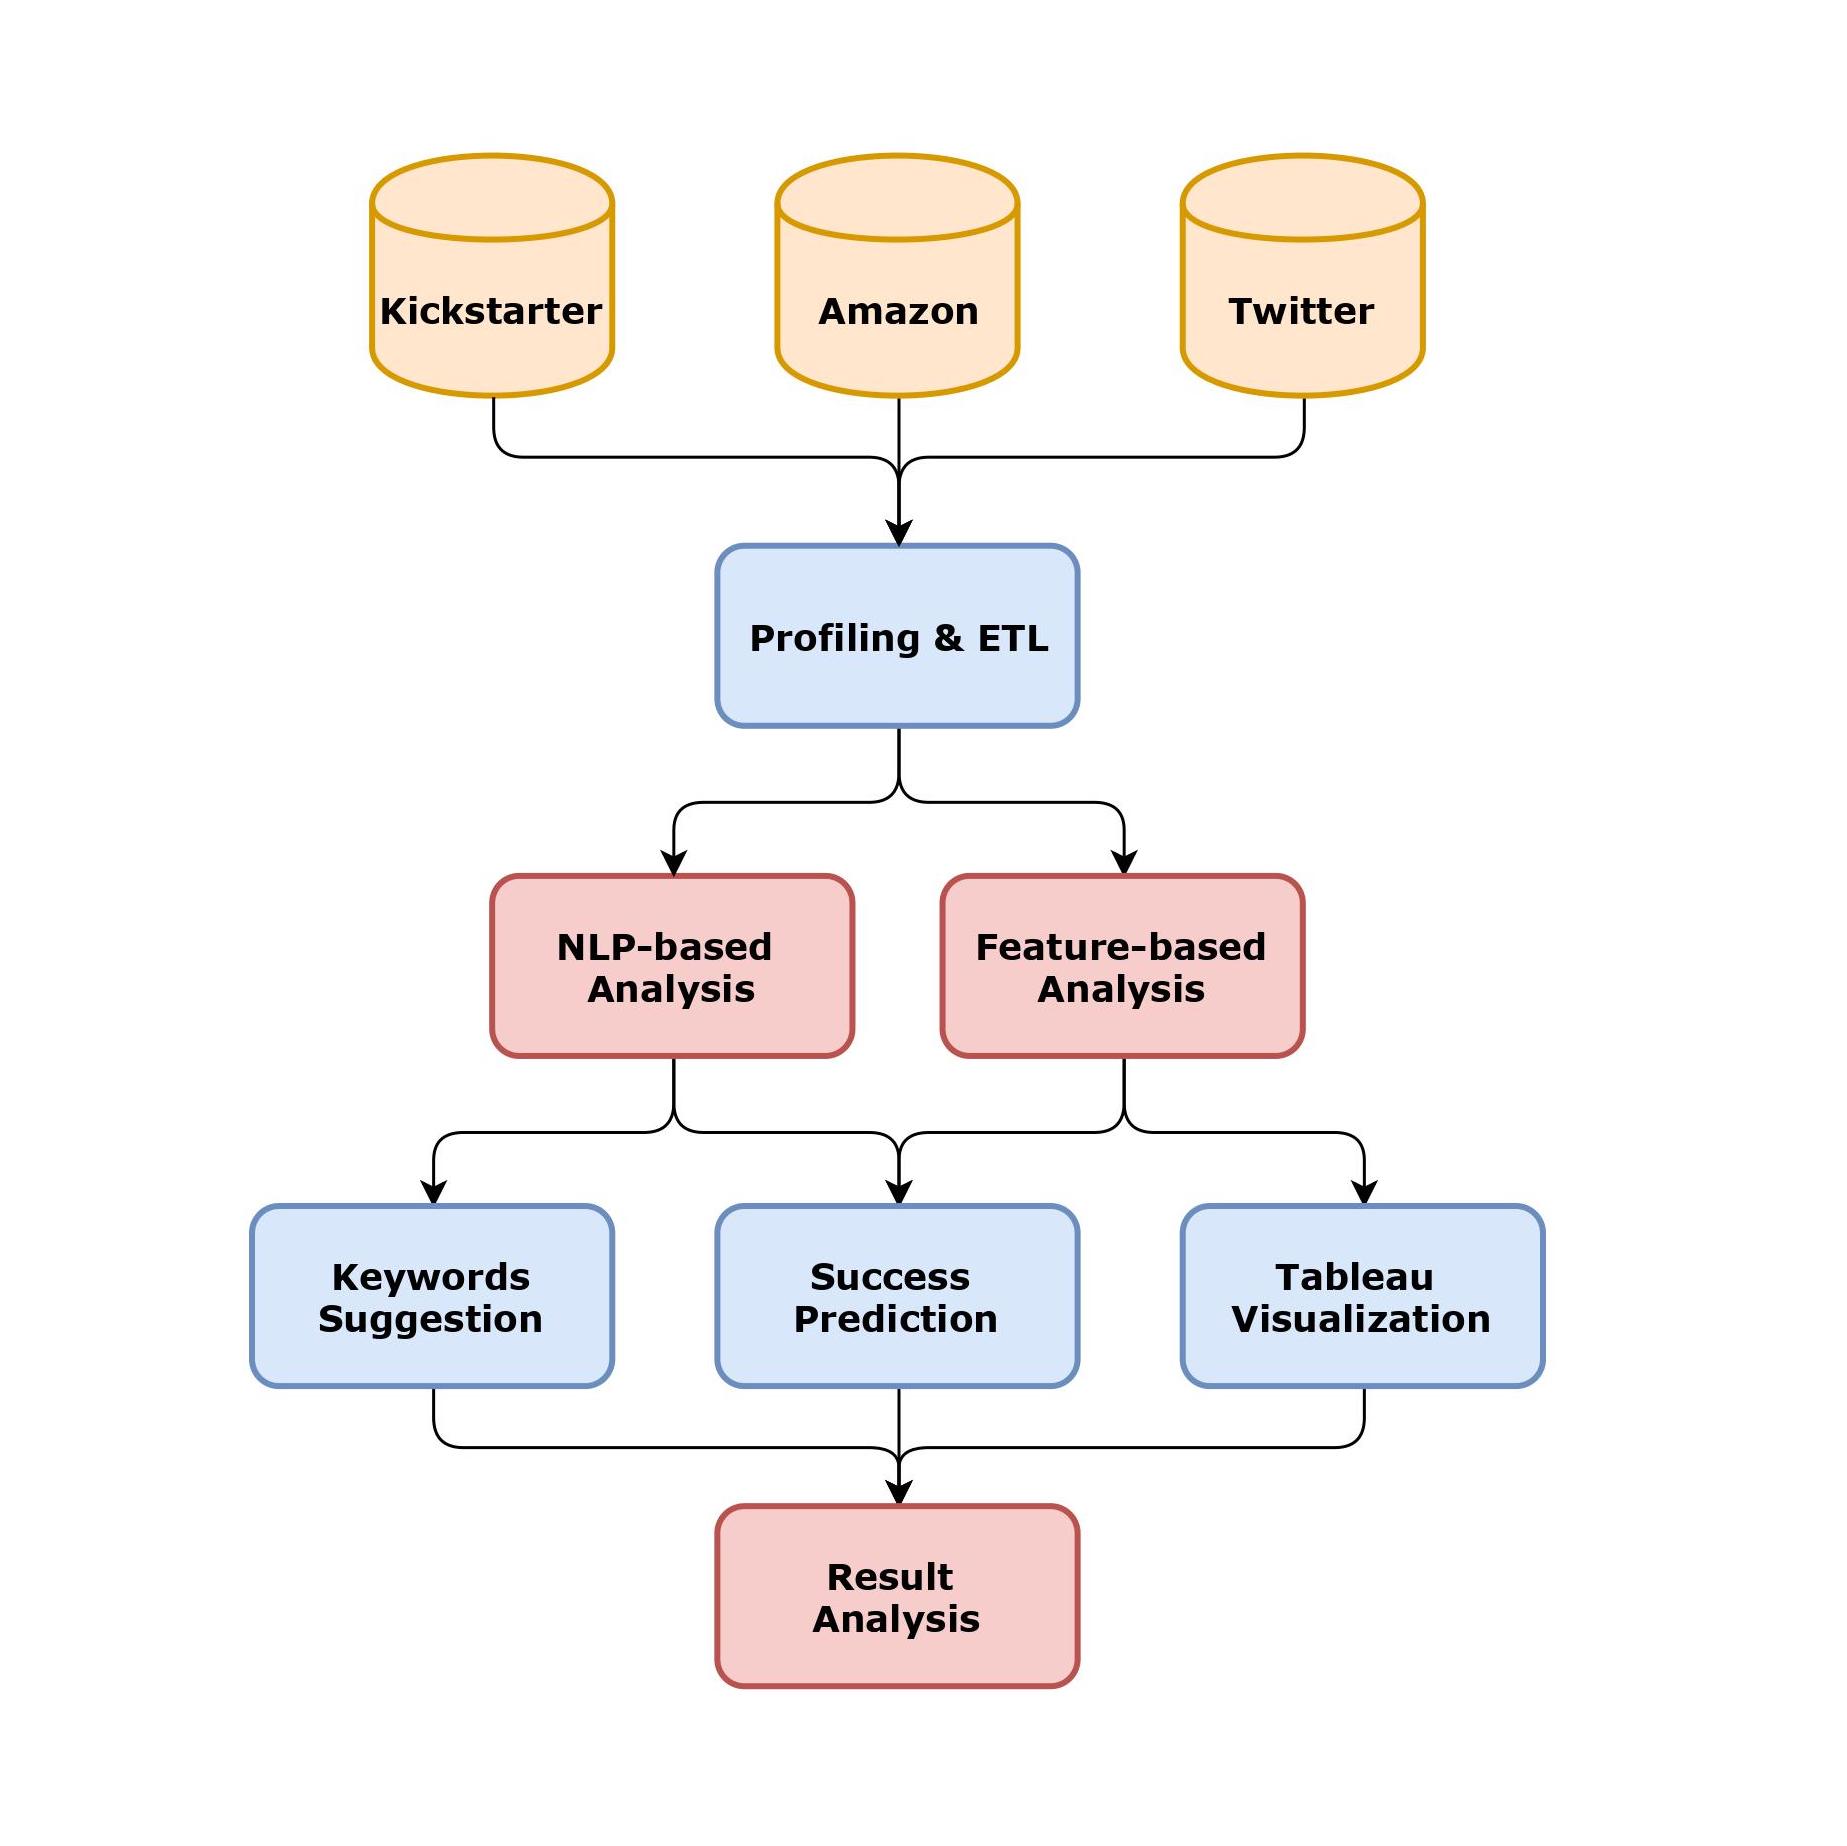 Kickstarter
Amazon
Twitter
Profiling & ETL
NLP-based
Analysis
Feature-based
Analysis
Keywords
Suggestion
Success
Prediction
Tableau
Visualization
Result
Analysis